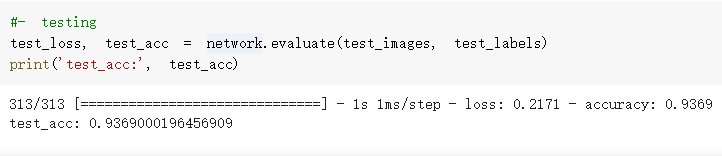 #- testing
test_loss, test_acc = network.evaluate(test_images, test_labels)
print('test_acc:', test_acc)
313/313 [==============================] - 1s 1ms/step - loss: 0.2171 - accuracy: 0.9369
test_acc: 0.9369000196456909